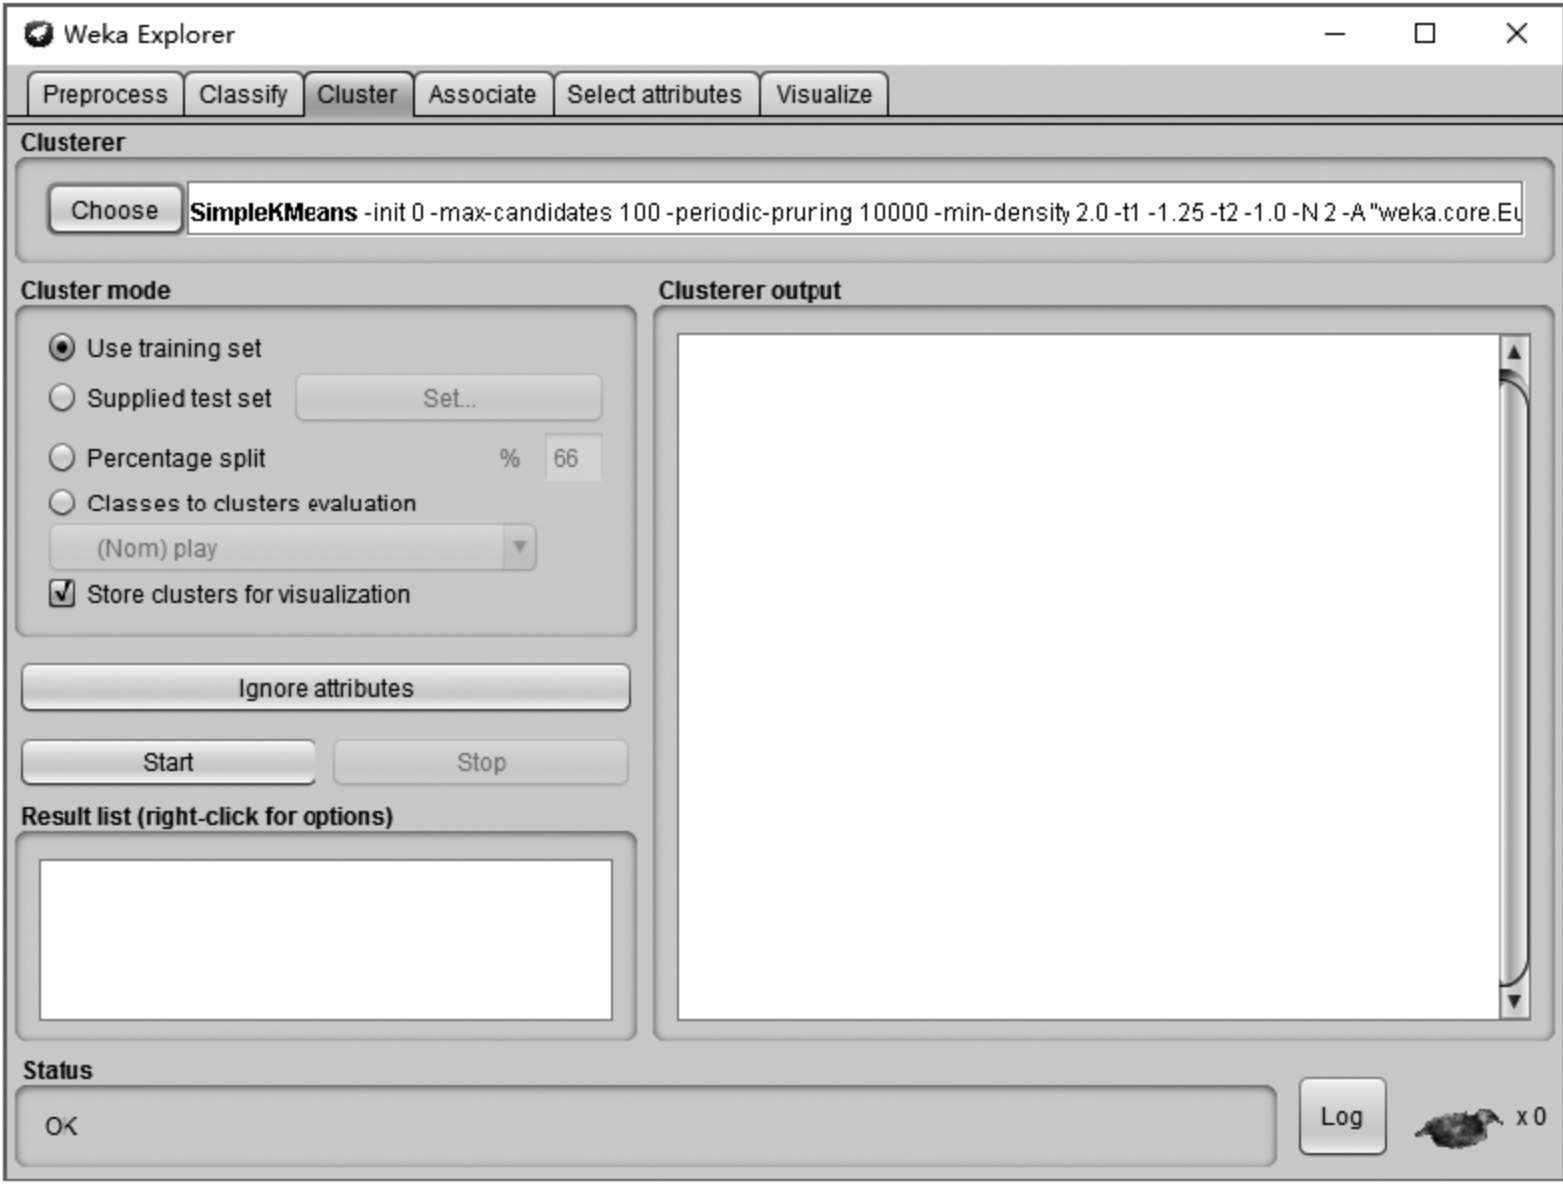 Weka Explorer
Preprocess Classify Cluster Associate Select attributes Visualize
Clusterer
Choose SimpleKMeans -init 0 -max-candidates 100 -periodic-pruning 10000 -min-density 2.0 -t1 -1.25 -t2 -1.0 -N 2 -A "weka.core.Eu
Cluster mode
Use training set
Supplied test set Set...
Percentage split % 66
Classes to clusters evaluation
(Nom) play
Store clusters for visualization
Ignore attributes
Start Stop
Result list (right-click for options)
Clusterer output
Status
OK
Log x 0